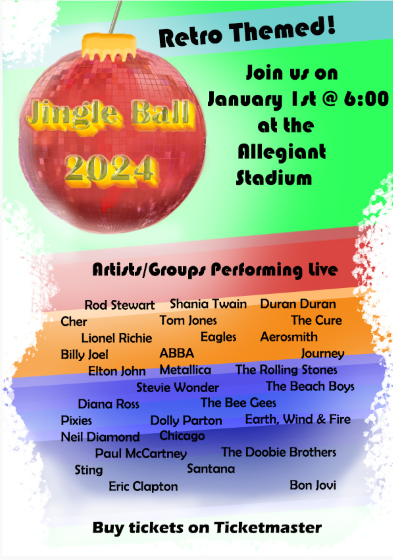 Retro Themed!
Jingle Ball
2024
Join us on
January 1st @ 6:00
at the
Allegiant
Stadium
Artists/Groups Performing Live
Rod Stewart Shania Twain Duran Duran
Cher Tom Jones The Cure
Lionel Richie Eagles Aerosmith
Billy Joel ABBA Journey
Elton John Metallica The Rolling Stones
Stevie Wonder The Beach Boys
Diana Ross The Bee Gees
Pixies Dolly Parton Earth, Wind & Fire
Neil Diamond Chicago
Paul McCartney The Doobie Brothers
Sting Santana
Eric Clapton Bon Jovi
Buy tickets on Ticketmaster